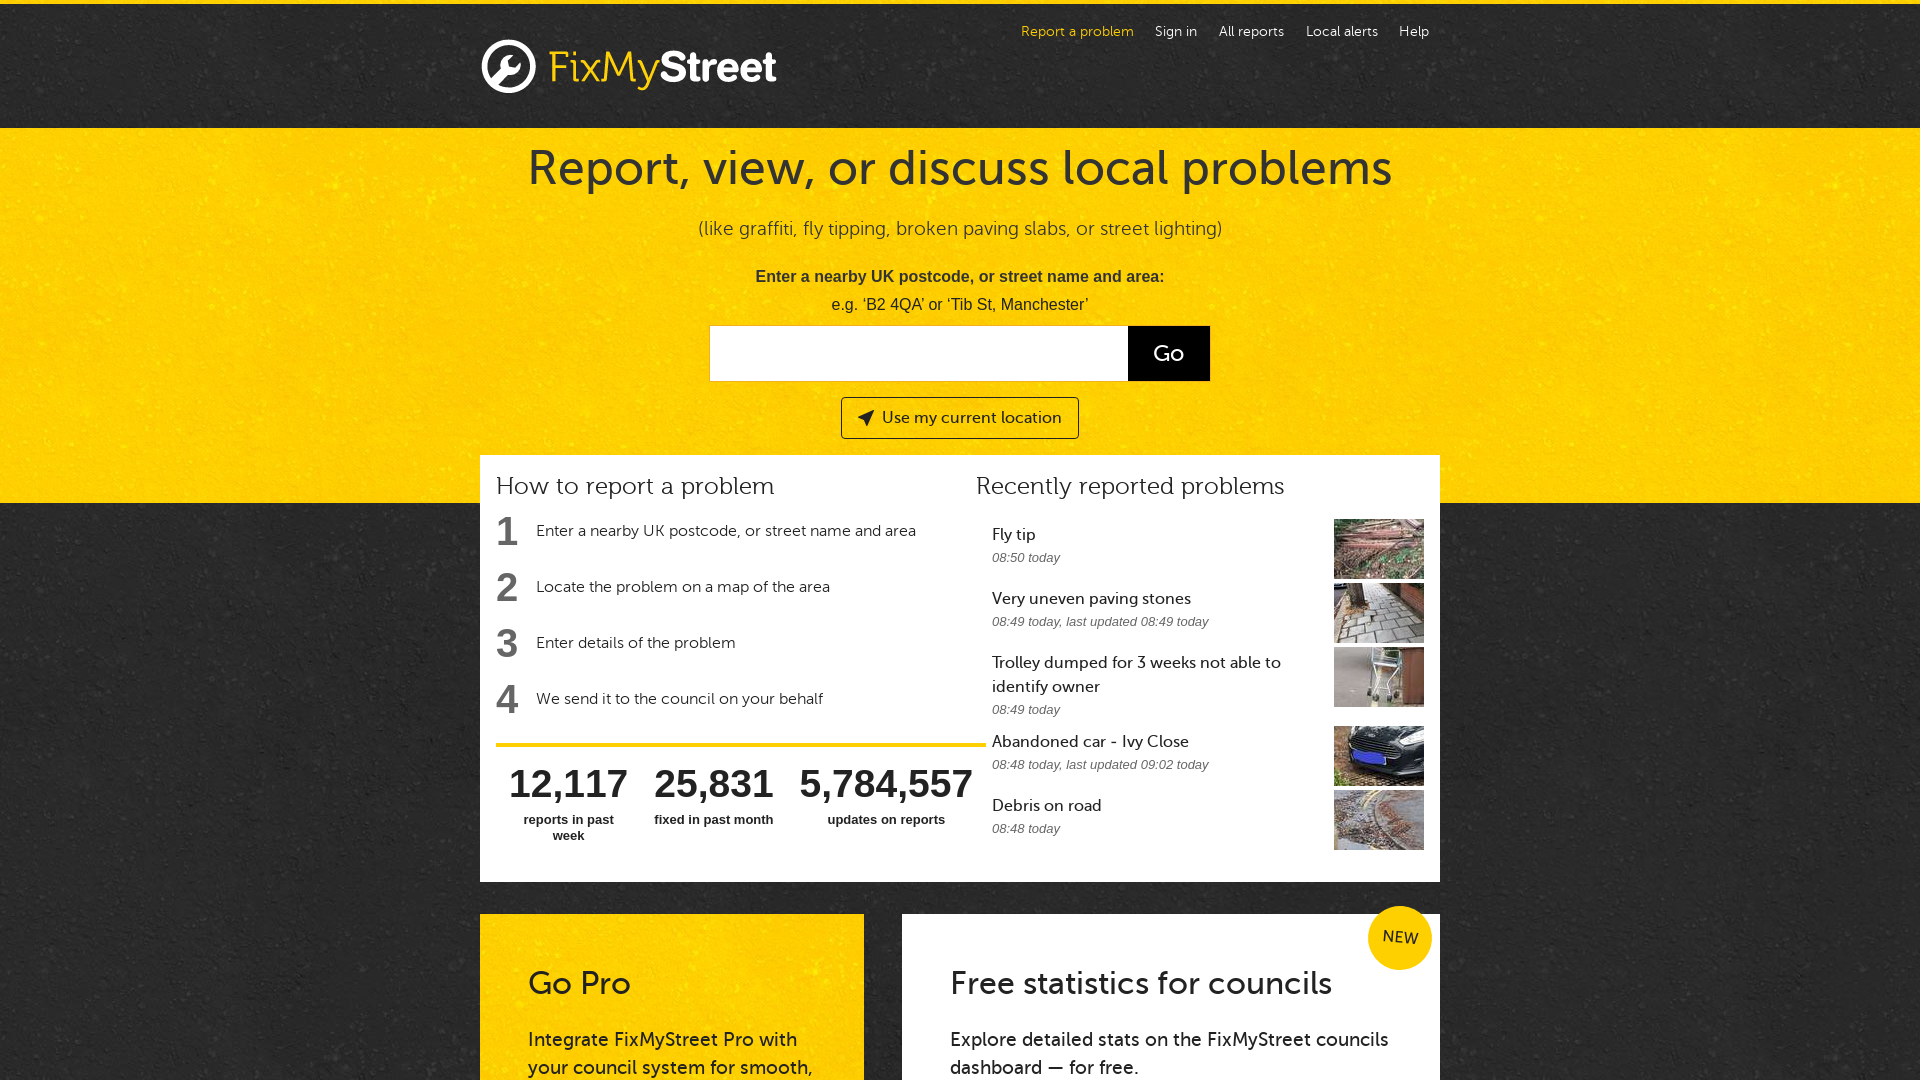 FixMyStreet
Report a problem
Sign in
All reports
Local alerts
Help
Report, view, or discuss local problems
(like graffiti, fly tipping, broken paving slabs, or street lighting)
Enter a nearby UK postcode, or street name and area:
e.g. ‘B2 4QA’ or ‘Tib St, Manchester’
Go
Use my current location
How to report a problem
1 Enter a nearby UK postcode, or street name and area
2 Locate the problem on a map of the area
3 Enter details of the problem
4 We send it to the council on your behalf
12,117
reports in past
week
25,831
fixed in past month
5,784,557
updates on reports
Recently reported problems
Fly tip
08:50 today
Very uneven paving stones
08:49 today, last updated 08:49 today
Trolley dumped for 3 weeks not able to
identify owner
08:49 today
Abandoned car - Ivy Close
08:48 today, last updated 09:02 today
Debris on road
08:48 today
Go Pro
Integrate FixMyStreet Pro with
your council system for smooth,
NEW
Free statistics for councils
Explore detailed stats on the FixMyStreet councils
dashboard — for free.